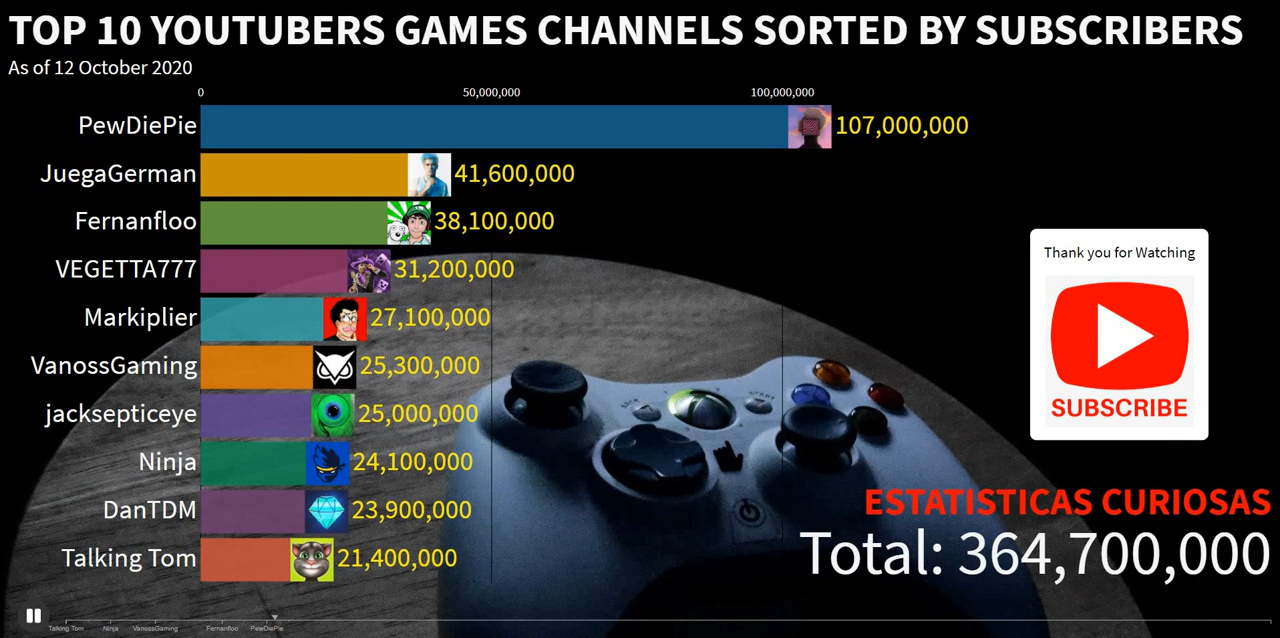 TOP 10 YOUTUBERS GAMES CHANNELS SORTED BY SUBSCRIBERS
As of 12 October 2020
0 50,000,000 100,000,000
PewDiePie 107,000,000
JuegaGerman 41,600,000
Fernanfloo 38,100,000
VEGETTA777 31,200,000
Markiplier 27,100,000
VanossGaming 25,300,000
jacksepticeye 25,000,000
Ninja 24,100,000
DanTDM 23,900,000
Talking Tom 21,400,000
Thank you for Watching
SUBSCRIBE
BACK START
ESTATISTICAS CURIOSAS
Total: 364,700,000
Talking Tom Ninja VanossGaming Fernanfloo PewDiePie